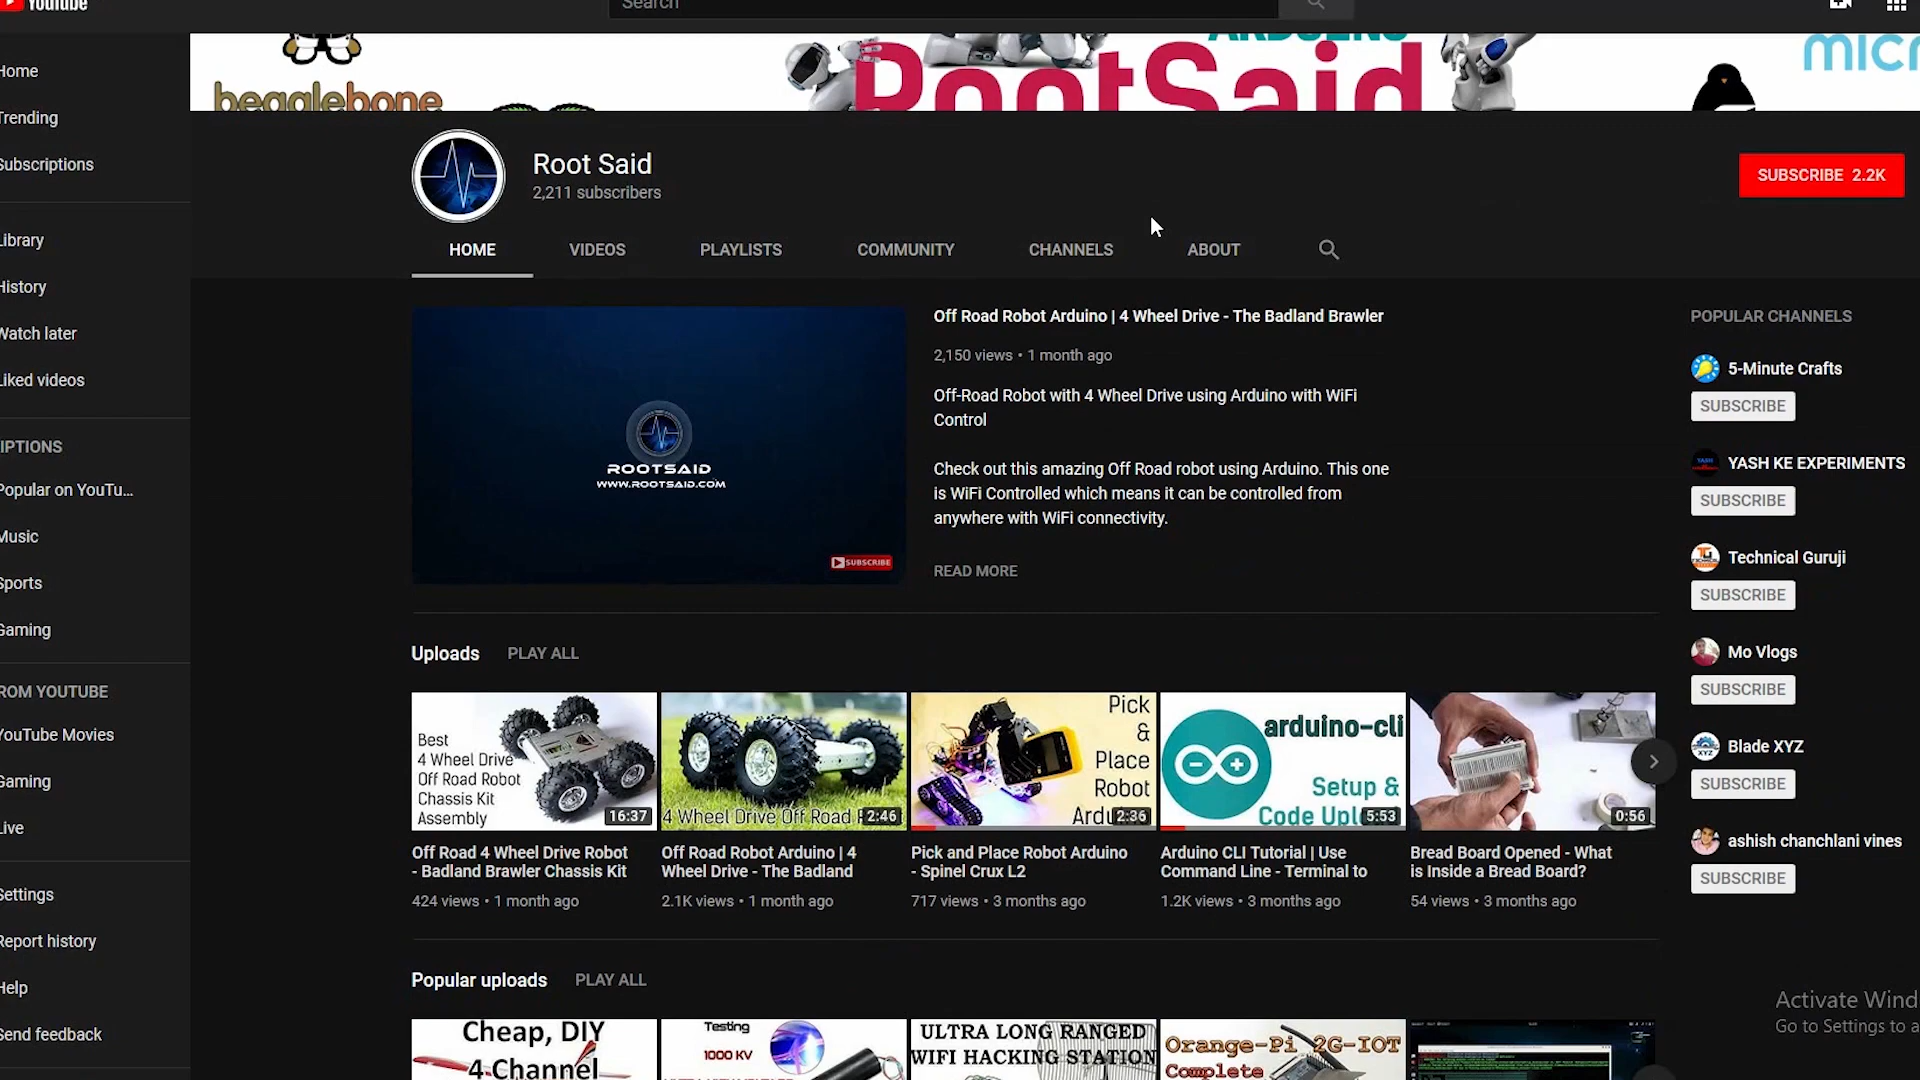 YouTube
Search
Home
Trending
Subscriptions
Library
History
Watch later
Liked videos
IPTIONS
Popular on YouTu...
Music
Sports
Gaming
ROM YOUTUBE
YouTube Movies
Gaming
Live
Settings
Report history
Help
Send feedback
beaglebone
ARDUINO
RootSaid
micr
Root Said
2,211 subscribers
SUBSCRIBE 2.2K
HOME
VIDEOS
PLAYLISTS
COMMUNITY
CHANNELS
ABOUT
ROOTSAID
WWW.ROOTSAID.COM
SUBSCRIBE
Off Road Robot Arduino | 4 Wheel Drive - The Badland Brawler
2,150 views • 1 month ago
Off-Road Robot with 4 Wheel Drive using Arduino with WiFi
Control
Check out this amazing Off Road robot using Arduino. This one
is WiFi Controlled which means it can be controlled from
anywhere with WiFi connectivity.
READ MORE
Uploads PLAY ALL
Best
4 Wheel Drive
Off Road Robot
Chassis Kit
Assembly
16:37
Off Road 4 Wheel Drive Robot
- Badland Brawler Chassis Kit
424 views • 1 month ago
4 Wheel Drive Off Road R
2:46
Off Road Robot Arduino | 4
Wheel Drive - The Badland
2.1K views • 1 month ago
Pick
&
Place
Robot
Ardu
2:36
Pick and Place Robot Arduino
- Spinel Crux L2
717 views • 3 months ago
arduino-cli
Setup &
Code Uplo
5:53
Arduino CLI Tutorial | Use
Command Line - Terminal to
1.2K views • 3 months ago
0:56
Bread Board Opened - What
is Inside a Bread Board?
54 views • 3 months ago
Popular uploads PLAY ALL
Cheap, DIY
4 Channel
Testing
1000 KV
ULTRA LONG RANGED
WIFI HACKING STATION
Orange-Pi 2G-IOT
Complete
POPULAR CHANNELS
5-Minute Crafts
SUBSCRIBE
YASH KE EXPERIMENTS
SUBSCRIBE
Technical Guruji
SUBSCRIBE
Mo Vlogs
SUBSCRIBE
Blade XYZ
SUBSCRIBE
ashish chanchlani vines
SUBSCRIBE
Activate Wind
Go to Settings to a